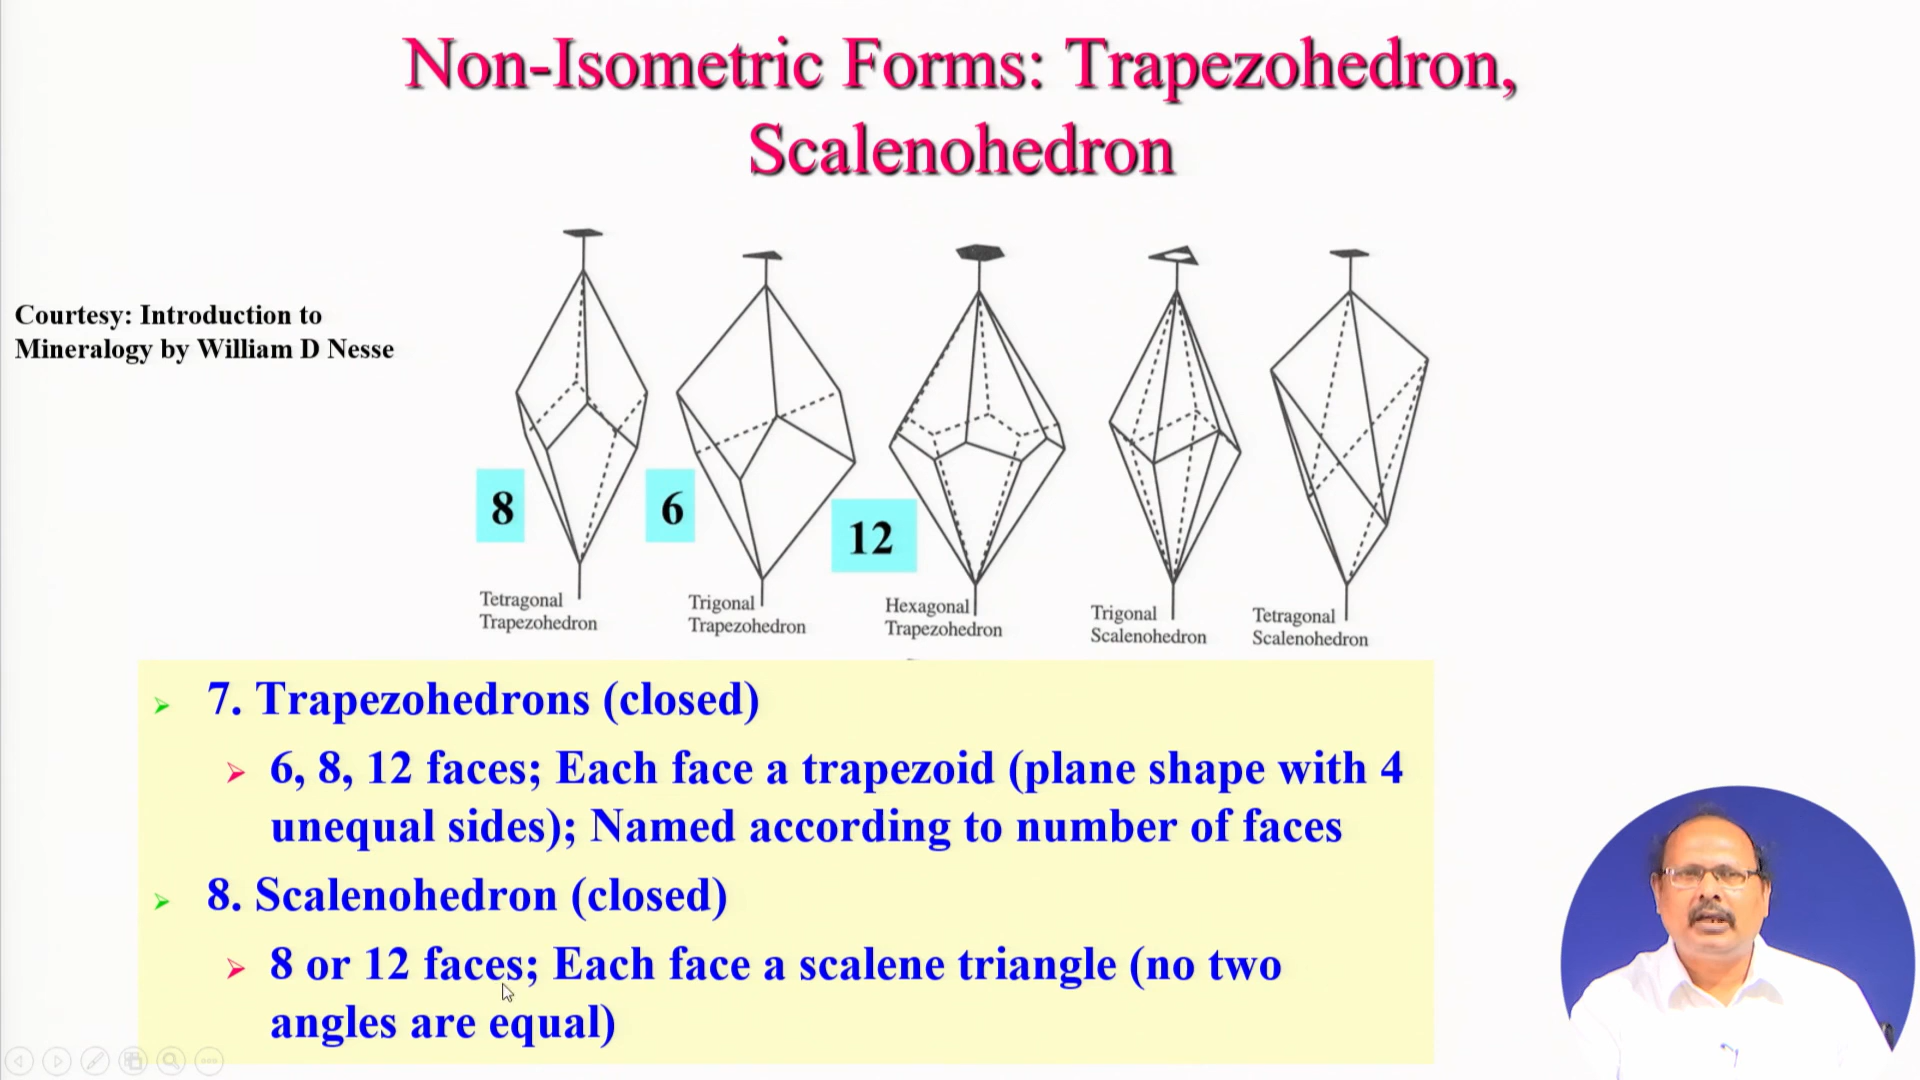 Non-Isometric Forms: Trapezohedron,
Scalenohedron
Courtesy: Introduction to
Mineralogy by William D Nesse
8
6
12
Tetragonal
Trapezohedron
Trigonal
Trapezohedron
Hexagonal
Trapezohedron
Trigonal
Scalenohedron
Tetragonal
Scalenohedron
7. Trapezohedrons (closed)
6, 8, 12 faces; Each face a trapezoid (plane shape with 4
unequal sides); Named according to number of faces
8. Scalenohedron (closed)
8 or 12 faces; Each face a scalene triangle (no two
angles are equal)